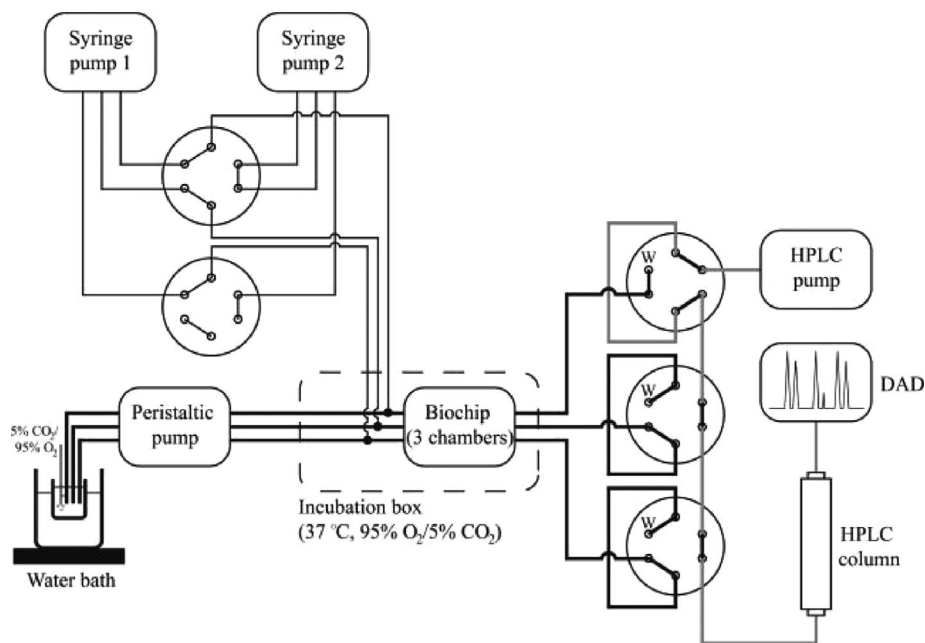 Syringe
pump 1
Syringe
pump 2
W
HPLC
pump
DAD
Peristaltic
pump
Biochip
(3 chambers)
W
5% CO₂/
95% O₂
Incubation box
(37 °C, 95% O₂/5% CO₂)
W
HPLC
column
Water bath